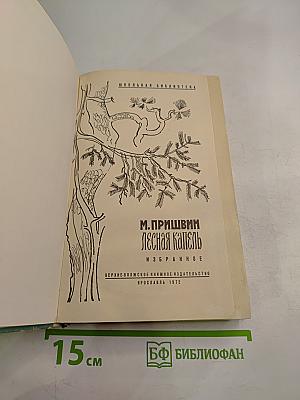 ШКОЛЬНАЯ БИБЛИОТЕКА
М. ПРИШВИН
ЛЕСНАЯ КАПЕЛЬ
ИЗБРАННОЕ
ВЕРХНЕ-ВОЛЖСКОЕ КНИЖНОЕ ИЗДАТЕЛЬСТВО
ЯРОСЛАВЛЬ 1972
15 см
БФ БИБЛИОФАН